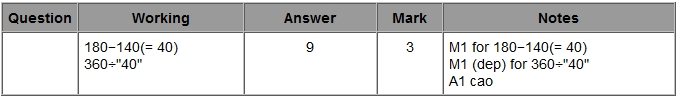 Question Working Answer Mark Notes
180−140(= 40) 9 3 M1 for 180−140(= 40)
360÷"40" M1 (dep) for 360÷"40"
A1 cao